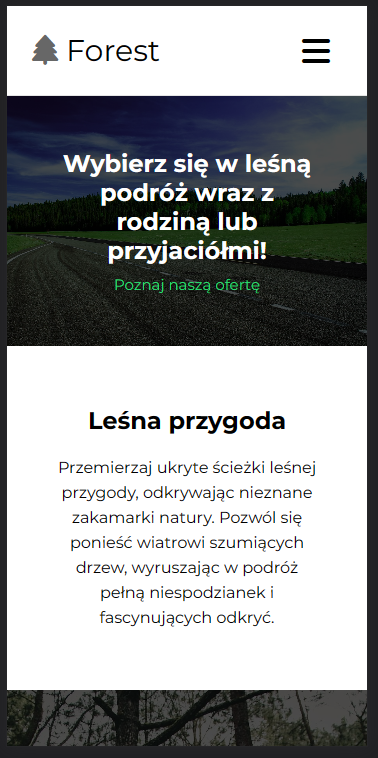 Forest
Wybierz się w leśną
podróż wraz z
rodziną lub
przyjaciółmi!
Poznaj naszą ofertę
Leśna przygoda
Przemierzaj ukryte ścieżki leśnej
przygody, odkrywając nieznane
zakamarki natury. Pozwól się
ponieść wiatrowi szumiących
drzew, wyruszając w podróż
pełną niespodzianek i
fascynujących odkryć.